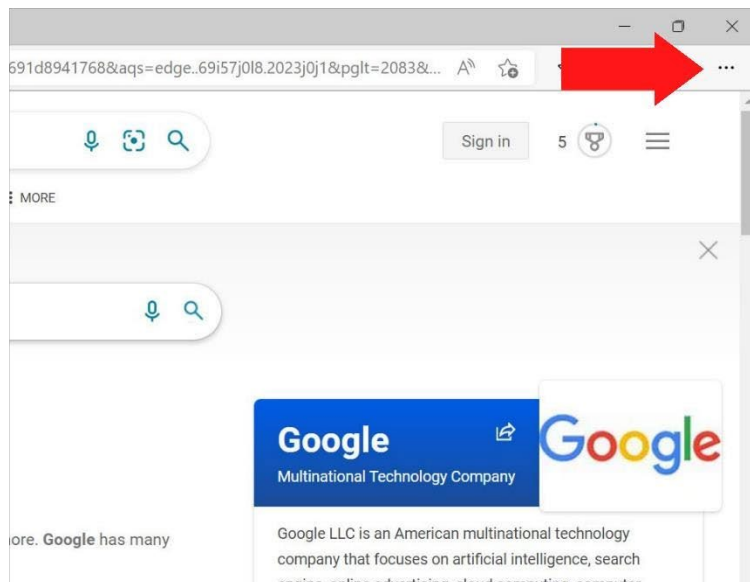 691d8941768&aqs=edge..69i57j0l8.2023j0j1&pglt=2083&...
Sign in
5
MORE
Google
Multinational Technology Company
Google
ore. Google has many
Google LLC is an American multinational technology
company that focuses on artificial intelligence, search